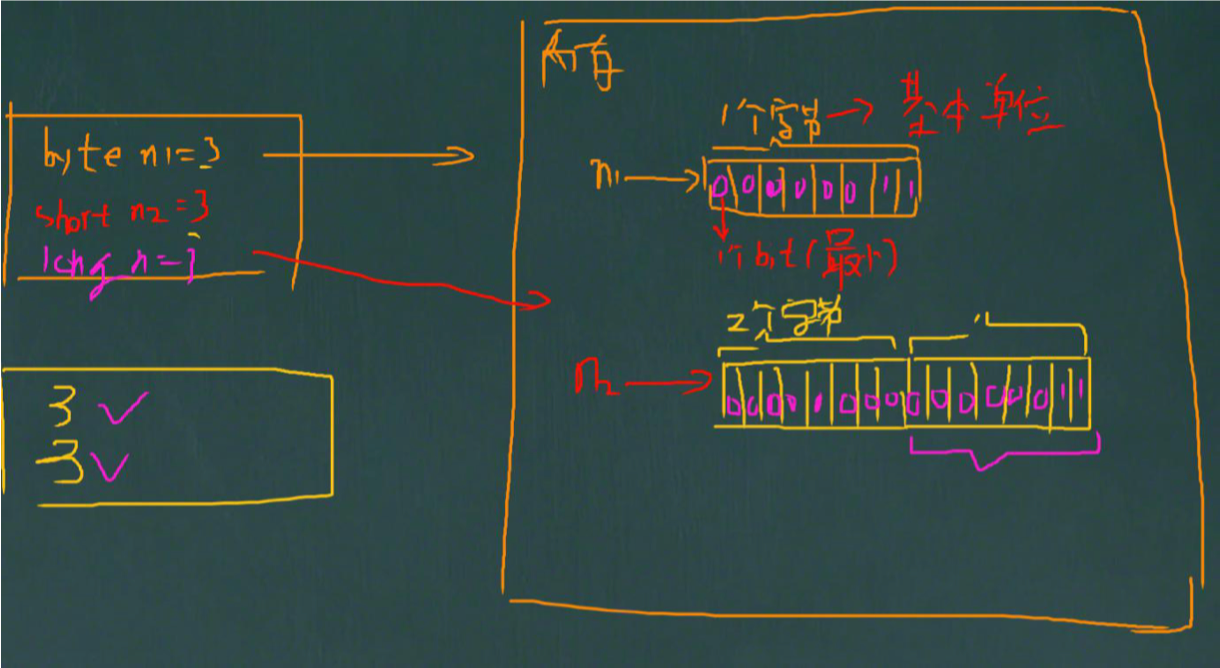 byte n1=3
short n2=3
long n=3
3
3
内存
1个字节 → 基本单位
n1
0 0 0 0 0 0 1 1
1个bit(最小)
2个字节
n2
0 0 0 0 0 0 0 0 0 0 0 0 0 0 1 1